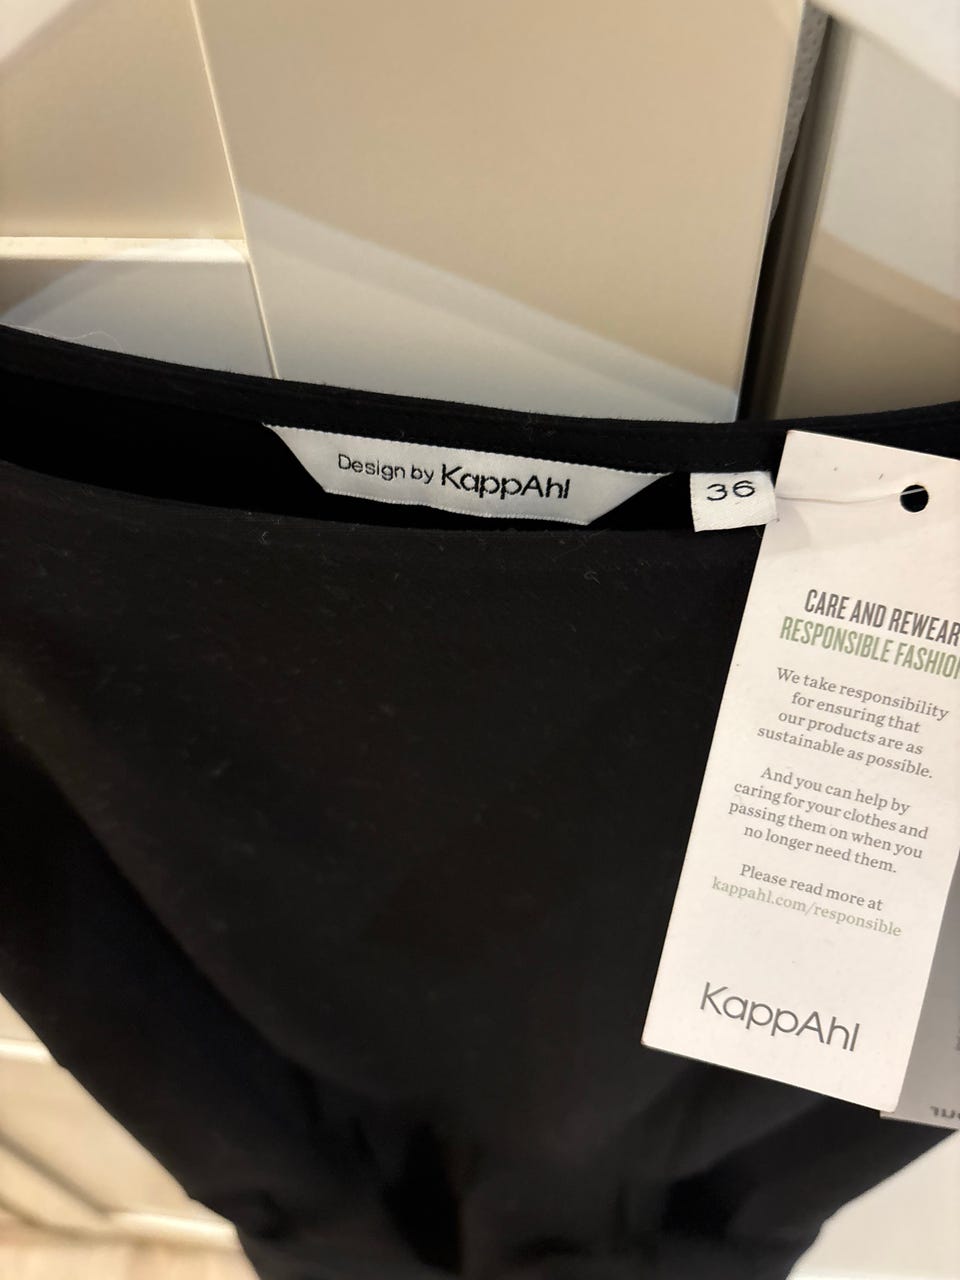 Design by KappAhl
36
CARE AND REWEAR
RESPONSIBLE FASHION
We take responsibility
for ensuring that
our products are as
sustainable as possible.
And you can help by
caring for your clothes and
passing them on when you
no longer need them.
Please read more at
kappahl.com/responsible
KappAhl